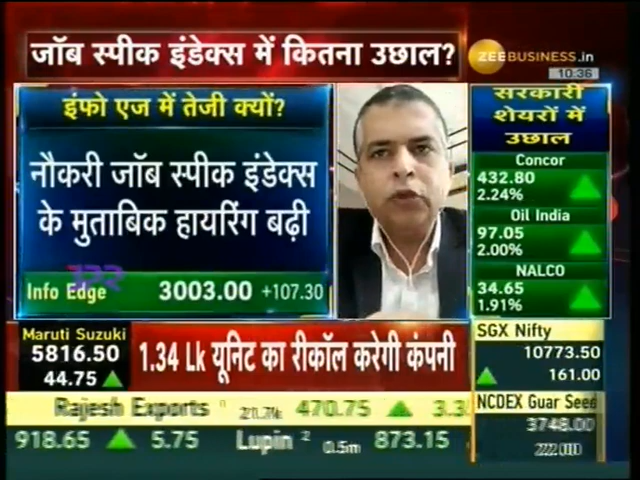 जॉब स्पीक इंडेक्स में कितना उछाल?
ZEEBUSINESS.in
10:36
इंफो एज में तेजी क्यों?
नौकरी जॉब स्पीक इंडेक्स
के मुताबिक हायरिंग बढ़ी
Info Edge 3003.00 +107.30
सरकारी
शेयरों में
उछाल
Concor
432.80
2.24%
Oil India
97.05
2.00%
NALCO
34.65
1.91%
Maruti Suzuki
5816.50
44.75
1.34 Lk यूनिट का रीकॉल करेगी कंपनी
SGX Nifty
10773.50
161.00
NCDEX Guar Seed
3748.00
Rajesh Exports 470.75
918.65 5.75 Lupin 2 0.5m 873.15